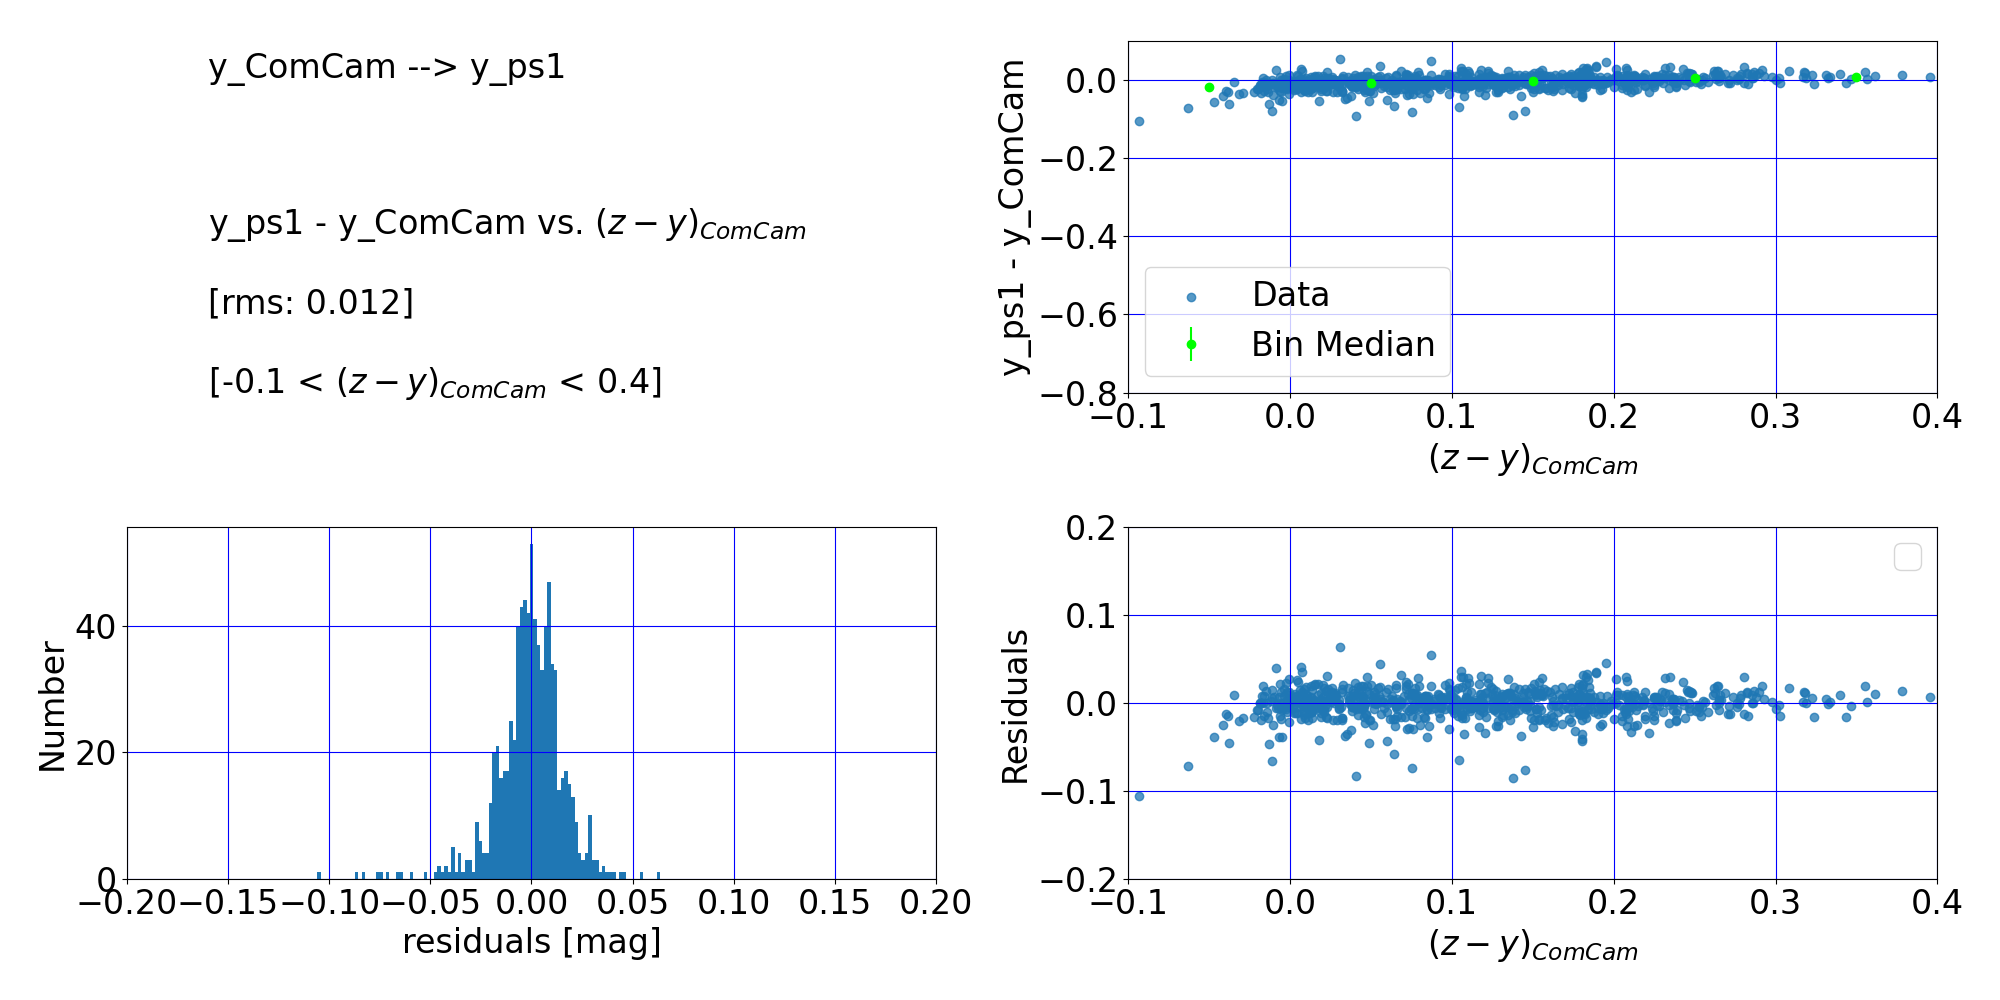 y_ComCam --> y_ps1
y_ps1 - y_ComCam vs. (z − y)ComCam
[rms: 0.012]
[-0.1 < (z − y)ComCam < 0.4]
y_ps1 - y_ComCam
0.0
−0.2
−0.4
−0.6
−0.8
Data
Bin Median
−0.1 0.0 0.1 0.2 0.3 0.4
(z − y)ComCam
Number
40
20
0
−0.20 −0.15 −0.10 −0.05 0.00 0.05 0.10 0.15 0.20
residuals [mag]
Residuals
0.2
0.1
0.0
−0.1
−0.2
−0.1 0.0 0.1 0.2 0.3 0.4
(z − y)ComCam